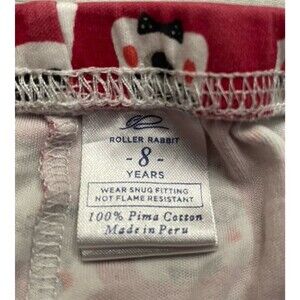 ROLLER RABBIT
- 8 -
YEARS
WEAR SNUG FITTING
NOT FLAME RESISTANT
100% Pima Cotton
Made in Peru